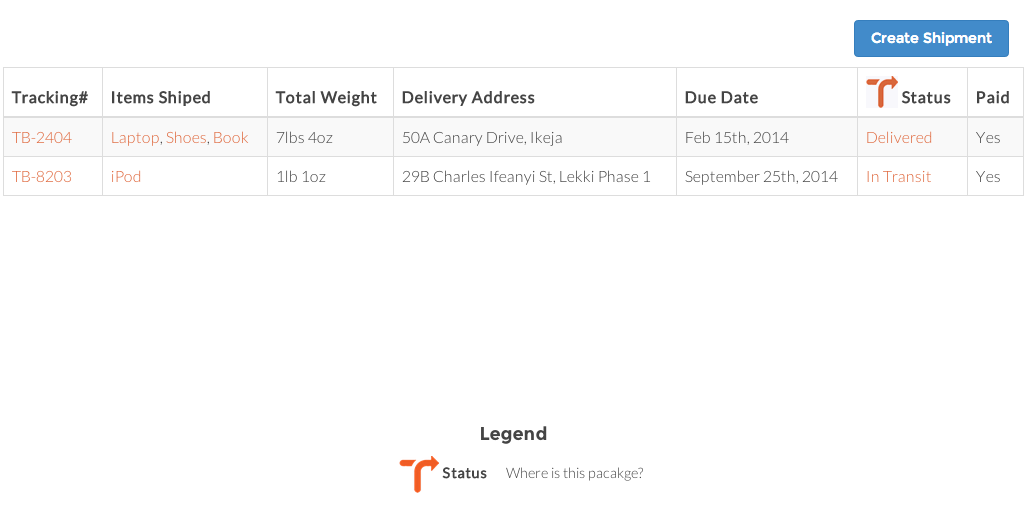 Create Shipment
Tracking# Items Shiped Total Weight Delivery Address Due Date Status Paid
TB-2404 Laptop, Shoes, Book 7lbs 4oz 50A Canary Drive, Ikeja Feb 15th, 2014 Delivered Yes
TB-8203 iPod 1lb 1oz 29B Charles Ifeanyi St, Lekki Phase 1 September 25th, 2014 In Transit Yes
Legend
Status Where is this pacakge?